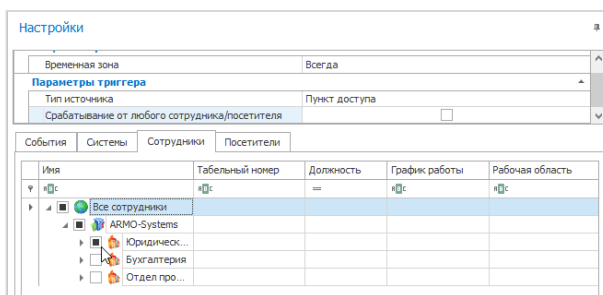 Настройки
Временная зона Всегда
Параметры триггера
Тип источника Пункт доступа
Срабатывание от любого сотрудника/посетителя
События Системы Сотрудники Посетители
Имя Табельный номер Должность График работы Рабочая область
=
Все сотрудники
ARMO-Systems
Юридическ...
Бухгалтерия
Отдел про...